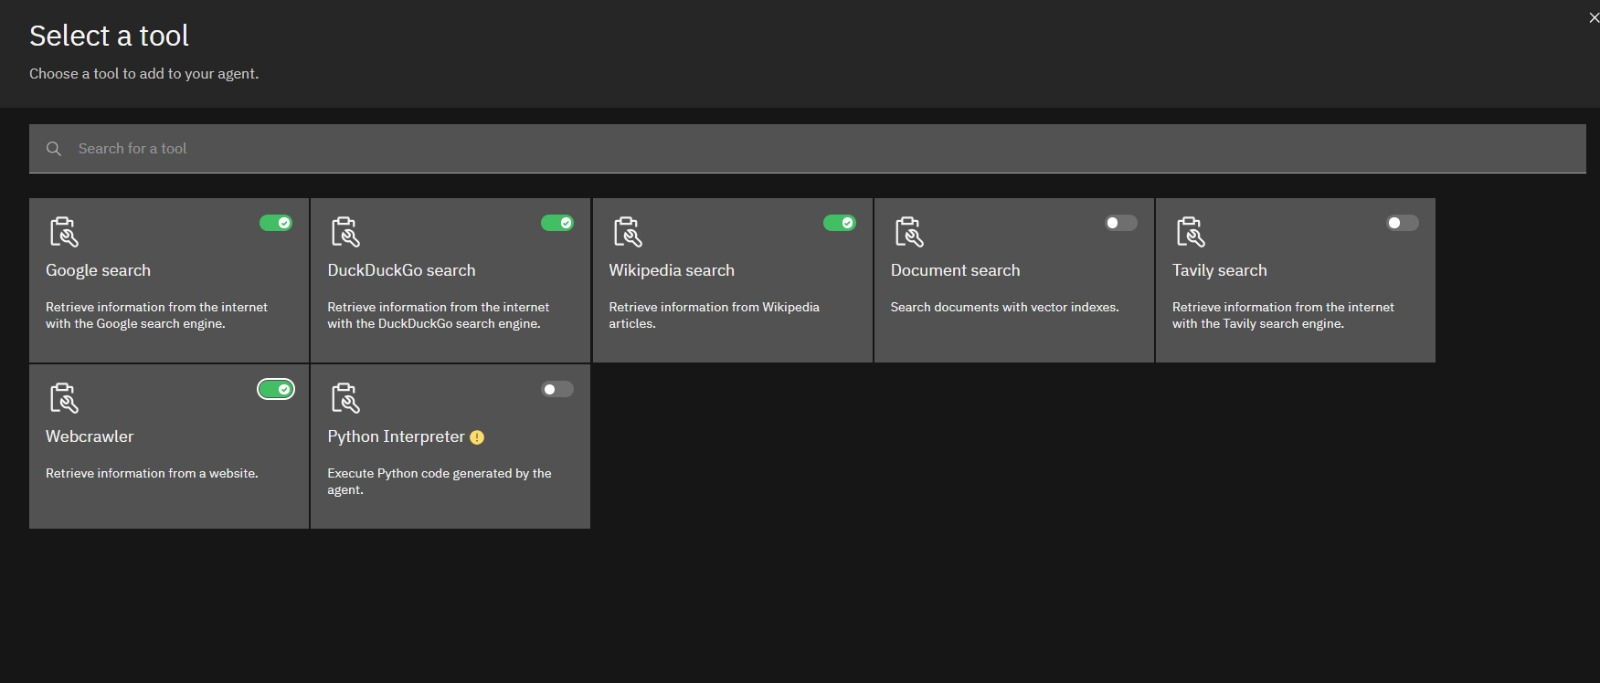 Select a tool
Choose a tool to add to your agent.
Search for a tool
Google search
Retrieve information from the internet
with the Google search engine.
DuckDuckGo search
Retrieve information from the internet
with the DuckDuckGo search engine.
Wikipedia search
Retrieve information from Wikipedia
articles.
Document search
Search documents with vector indexes.
Tavily search
Retrieve information from the internet
with the Tavily search engine.
Webcrawler
Retrieve information from a website.
Python Interpreter
Execute Python code generated by the
agent.